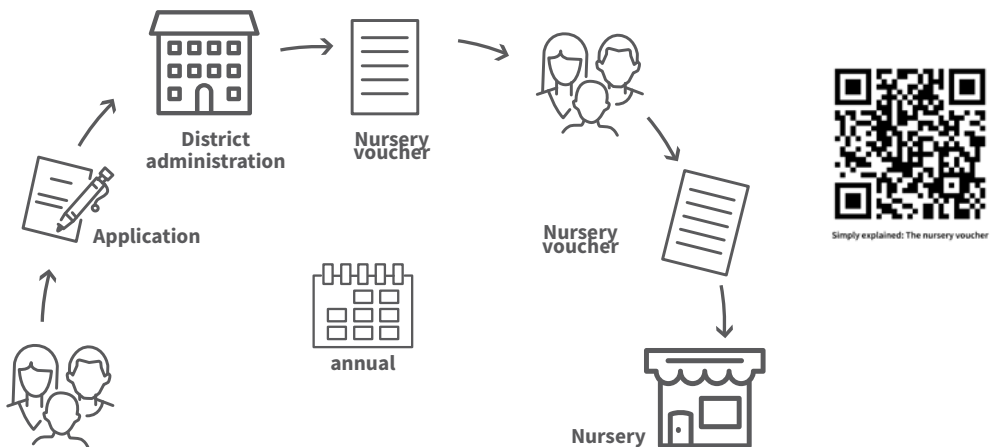 District
administration
Nursery
voucher
Application
Nursery
voucher
Simply explained: The nursery voucher
annual
Nursery